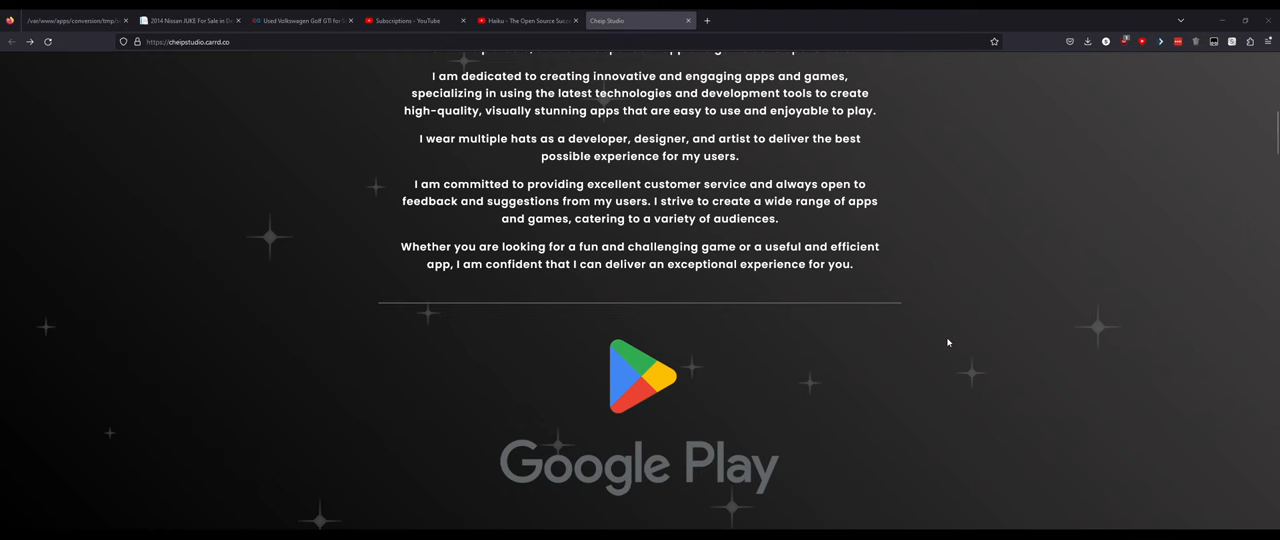 /var/www/apps/conversion/tmp/s
2014 Nissan JUKE For Sale in El
Used Volkswagen Golf GTI for S
Subscriptions - YouTube
Haiku - The Open Source Succ
Cheip Studio
https://cheipstudio.carrd.co
I am dedicated to creating innovative and engaging apps and games,
specializing in using the latest technologies and development tools to create
high-quality, visually stunning apps that are easy to use and enjoyable to play.
I wear multiple hats as a developer, designer, and artist to deliver the best
possible experience for my users.
I am committed to providing excellent customer service and always open to
feedback and suggestions from my users. I strive to create a wide range of apps
and games, catering to a variety of audiences.
Whether you are looking for a fun and challenging game or a useful and efficient
app, I am confident that I can deliver an exceptional experience for you.
Google Play